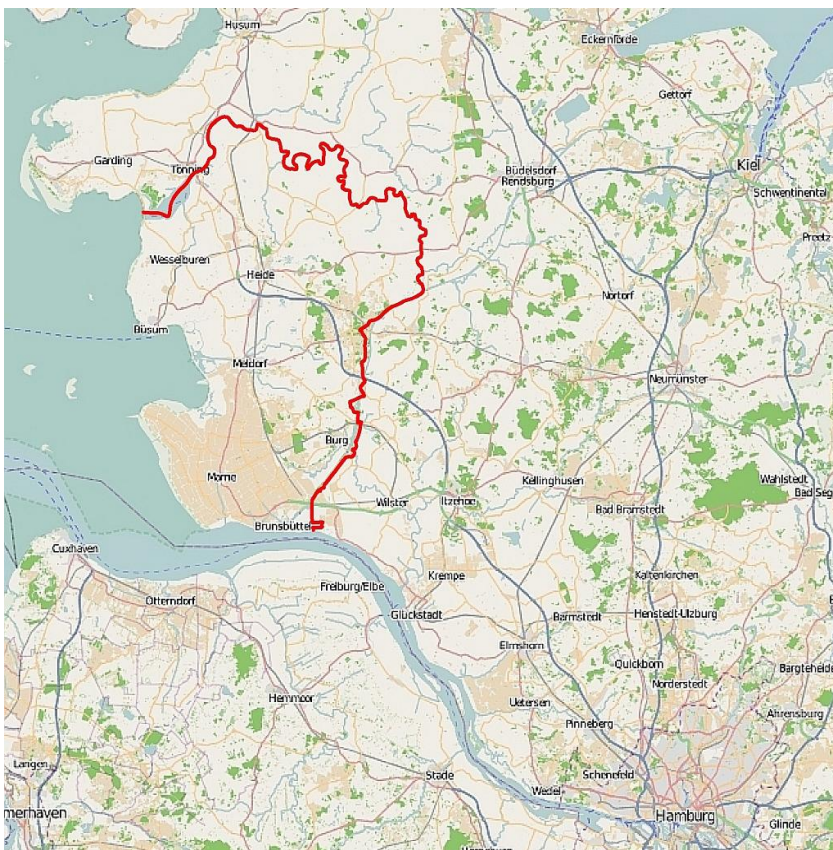 Husum
Eckernförde
Gettorf
Garding
Tönning
Büdelsdorf
Rendsburg
Kiel
Schwentinental
Preetz
Wesselburen
Heide
Nortorf
Büsum
Meldorf
Neumünster
Burg
Marne
Wilster
Itzehoe
Kellinghusen
Wahlstedt
Bad Seg
Bad Bramstedt
Brunsbüttel
Cuxhaven
Otterndorf
Freiburg/Elbe
Krempe
Kaltenkirchen
Glückstadt
Barmstedt
Henstedt-Ulzburg
Elmshorn
Quickborn
Bargteheide
Norderstedt
Hemmoor
Uetersen
Ahrensburg
Pinneberg
Langen
Stade
Schenefeld
Wedel
merhaven
Hamburg
Glinde